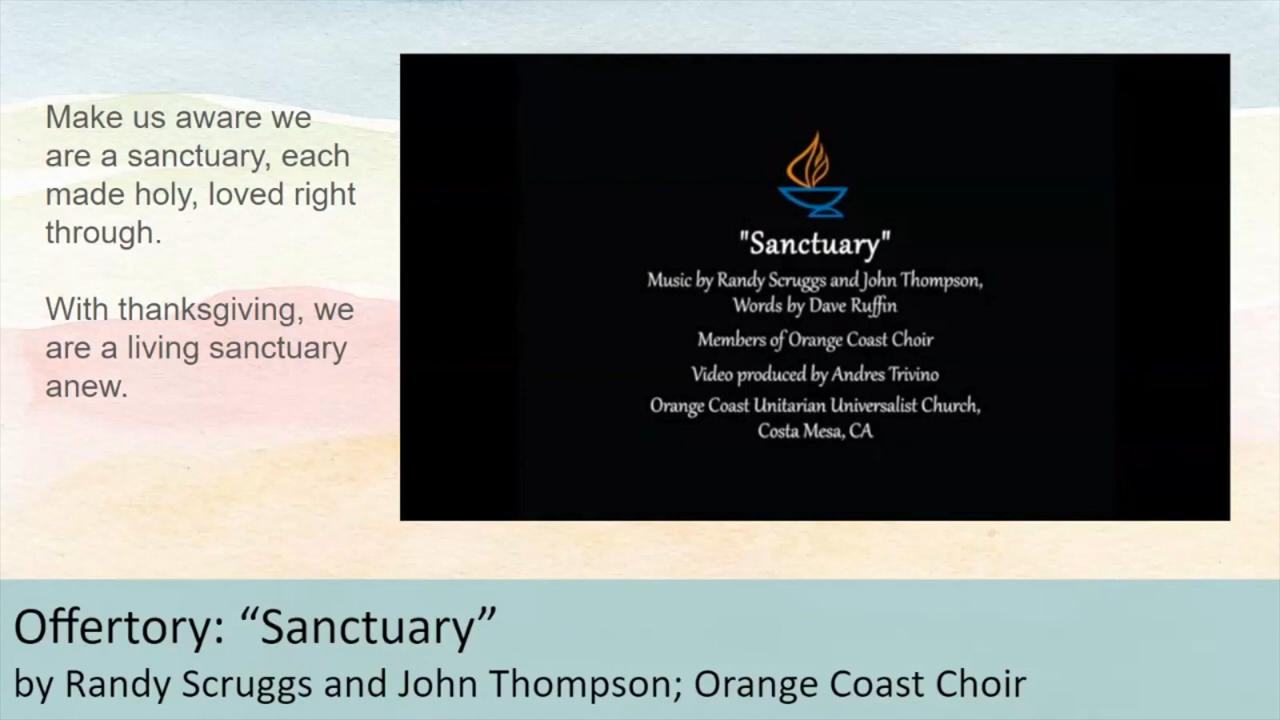 Make us aware we
are a sanctuary, each
made holy, loved right
through.
With thanksgiving, we
are a living sanctuary
anew.
"Sanctuary"
Music by Randy Scruggs and John Thompson,
Words by Dave Ruffin
Members of Orange Coast Choir
Video produced by Andres Trivino
Orange Coast Unitarian Universalist Church,
Costa Mesa, CA
Offertory: “Sanctuary”
by Randy Scruggs and John Thompson; Orange Coast Choir